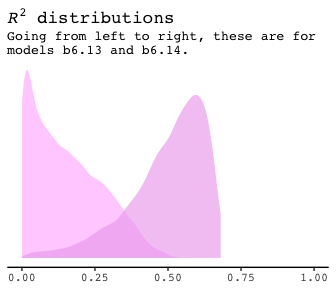 R² distributions
Going from left to right, these are for
models b6.13 and b6.14.
0.00 0.25 0.50 0.75 1.00